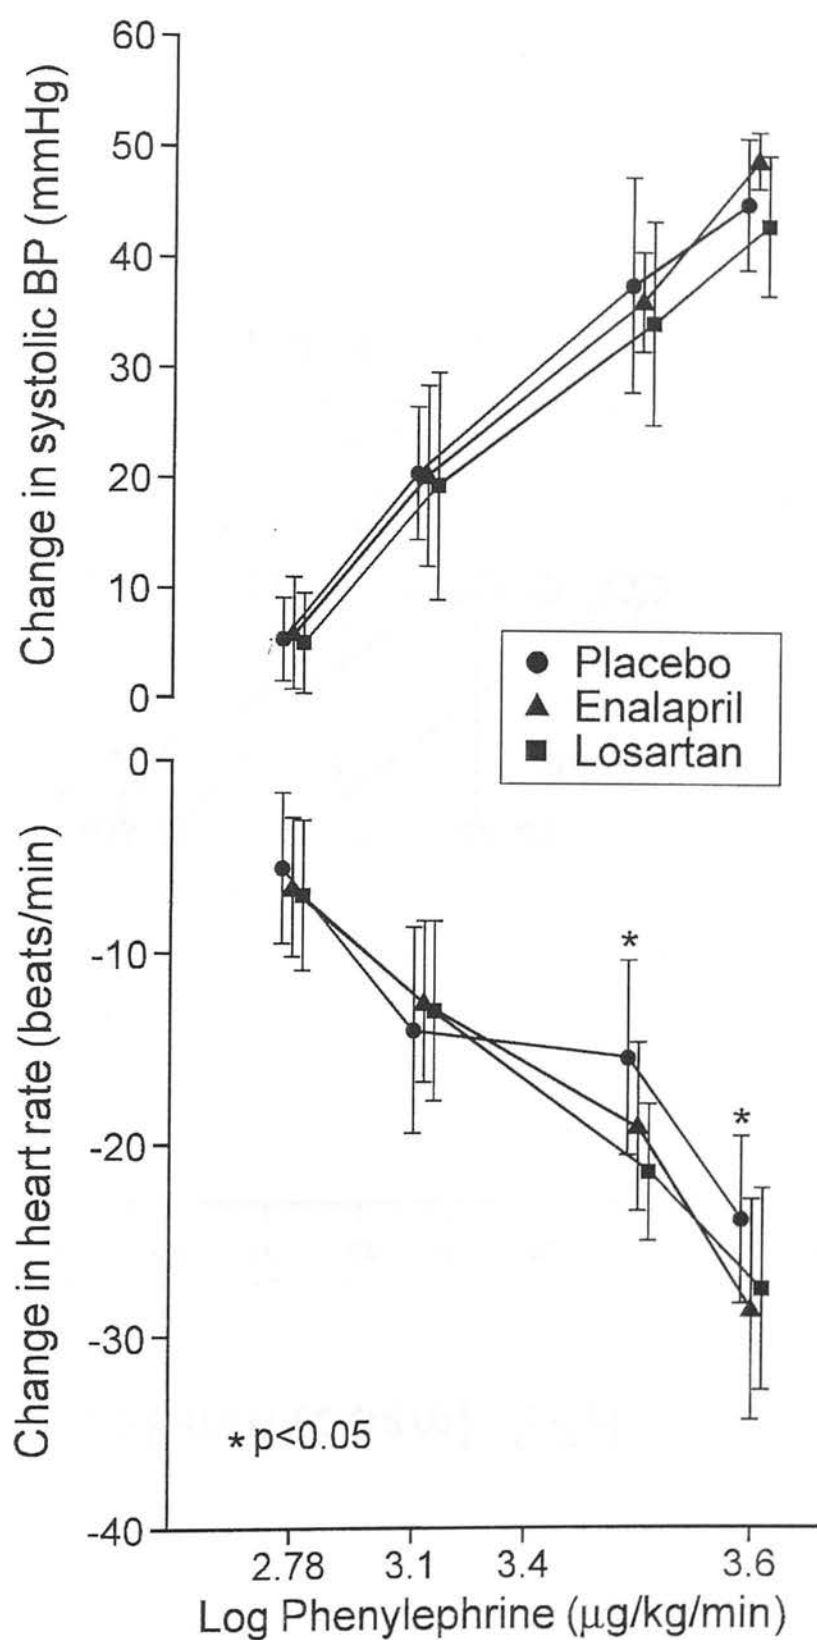 Change in systolic BP (mmHg)
60
50
40
30
20
10
0
Placebo
Enalapril
Losartan
Change in heart rate (beats/min)
0
-10
-20
-30
-40
*
*
* p<0.05
2.78 3.1 3.4 3.6
Log Phenylephrine (μg/kg/min)